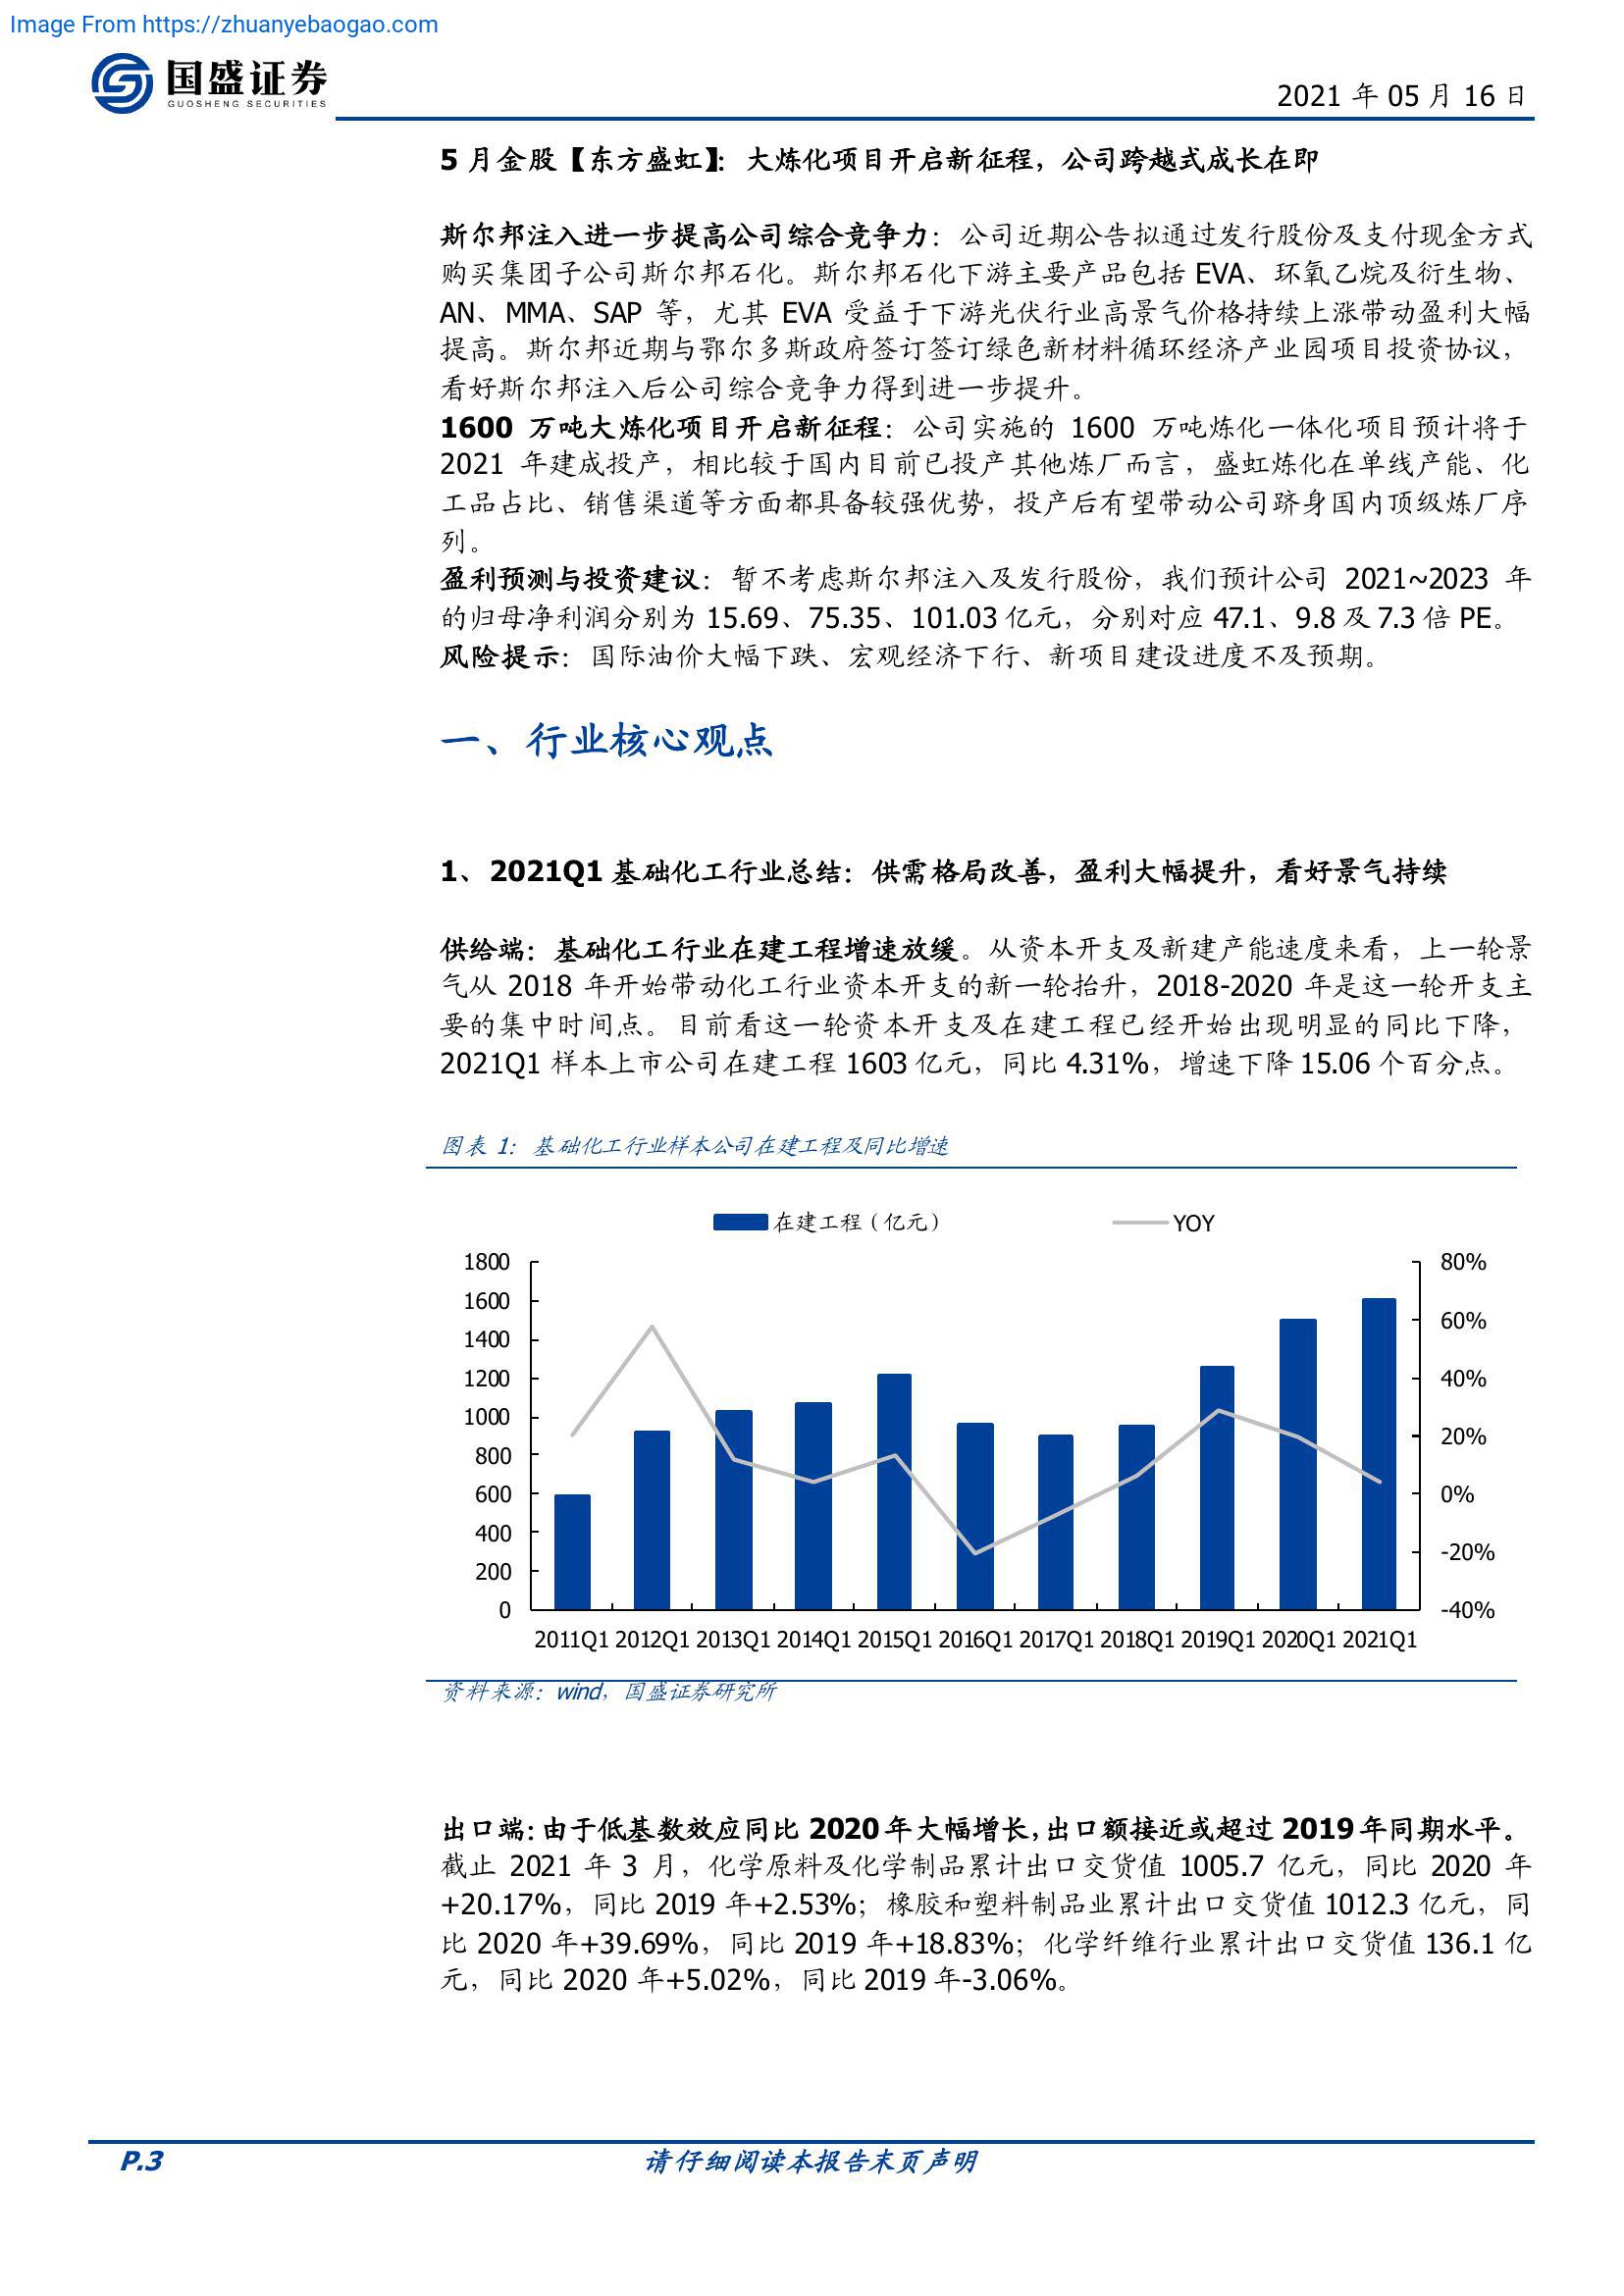 Image From https://zhuanyebaogao.com
国盛证券
GUOSHENG SECURITIES
2021 年 05 月 16 日
5 月金股【东方盛虹】：大炼化项目开启新征程，公司跨越式成长在即
斯尔邦注入进一步提高公司综合竞争力：公司近期公告拟通过发行股份及支付现金方式
购买集团子公司斯尔邦石化。斯尔邦石化下游主要产品包括 EVA、环氧乙烷及衍生物、
AN、MMA、SAP 等，尤其 EVA 受益于下游光伏行业高景气价格持续上涨带动盈利大幅
提高。斯尔邦近期与鄂尔多斯政府签订签订绿色新材料循环经济产业园项目投资协议，
看好斯尔邦注入后公司综合竞争力得到进一步提升。
1600 万吨大炼化项目开启新征程：公司实施的 1600 万吨炼化一体化项目预计将于
2021 年建成投产，相比较于国内目前已投产其他炼厂而言，盛虹炼化在单线产能、化
工品占比、销售渠道等方面都具备较强优势，投产后有望带动公司跻身国内顶级炼厂序
列。
盈利预测与投资建议：暂不考虑斯尔邦注入及发行股份，我们预计公司 2021~2023 年
的归母净利润分别为 15.69、75.35、101.03 亿元，分别对应 47.1、9.8 及 7.3 倍 PE。
风险提示：国际油价大幅下跌、宏观经济下行、新项目建设进度不及预期。
一、行业核心观点
1、2021Q1 基础化工行业总结：供需格局改善，盈利大幅提升，看好景气持续
供给端：基础化工行业在建工程增速放缓。从资本开支及新建产能速度来看，上一轮景
气从 2018 年开始带动化工行业资本开支的新一轮抬升，2018-2020 年是这一轮开支主
要的集中时间点。目前看这一轮资本开支及在建工程已经开始出现明显的同比下降，
2021Q1 样本上市公司在建工程 1603 亿元，同比 4.31%，增速下降 15.06 个百分点。
图表 1：基础化工行业样本公司在建工程及同比增速
在建工程（亿元） YOY
1800 80%
1600
1400 60%
1200 40%
1000
800 20%
600 0%
400
200 -20%
0 -40%
2011Q1 2012Q1 2013Q1 2014Q1 2015Q1 2016Q1 2017Q1 2018Q1 2019Q1 2020Q1 2021Q1
资料来源：wind，国盛证券研究所
出口端：由于低基数效应同比 2020 年大幅增长，出口额接近或超过 2019 年同期水平。
截止 2021 年 3 月，化学原料及化学制品累计出口交货值 1005.7 亿元，同比 2020 年
+20.17%，同比 2019 年+2.53%；橡胶和塑料制品业累计出口交货值 1012.3 亿元，同
比 2020 年+39.69%，同比 2019 年+18.83%；化学纤维行业累计出口交货值 136.1 亿
元，同比 2020 年+5.02%，同比 2019 年-3.06%。
P.3 请仔细阅读本报告末页声明